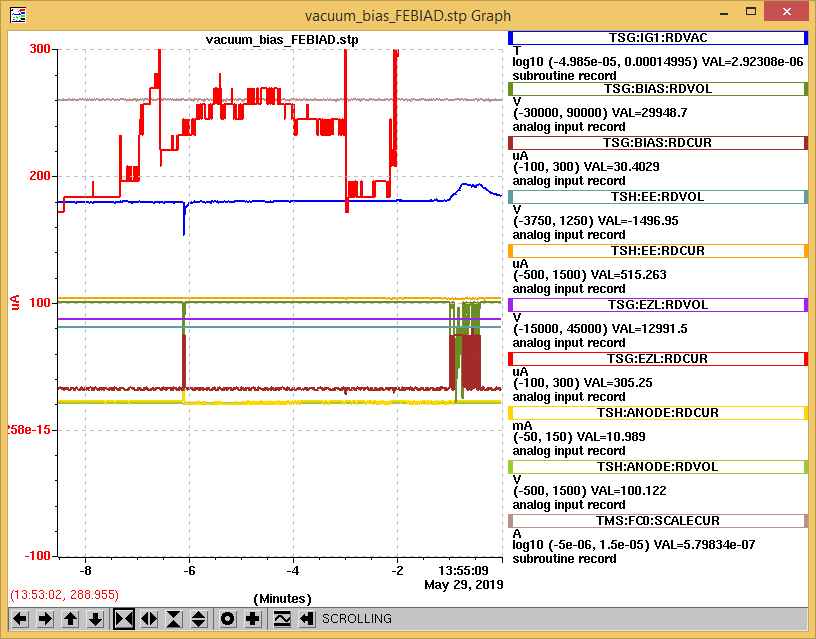 vacuum_bias_FEBIAD.stp Graph
vacuum_bias_FEBIAD.stp
300
200
uA
100
258e-15
-100
-8
-6
-4
-2
13:55:09
May 29, 2019
(Minutes)
(13:53:02, 288.955)
TSG:IG1:RDVAC
T
log10 (-4.985e-05, 0.00014995) VAL=2.92308e-06
subroutine record
TSG:BIAS:RDVOL
V
(-30000, 90000) VAL=29948.7
analog input record
TSG:BIAS:RDCUR
uA
(-100, 300) VAL=30.4029
analog input record
TSH:EE:RDVOL
V
(-3750, 1250) VAL=-1496.95
analog input record
TSH:EE:RDCUR
uA
(-500, 1500) VAL=515.263
analog input record
TSG:EZL:RDVOL
V
(-15000, 45000) VAL=12991.5
analog input record
TSG:EZL:RDCUR
uA
(-100, 300) VAL=305.25
analog input record
TSH:ANODE:RDCUR
mA
(-50, 150) VAL=10.989
analog input record
TSH:ANODE:RDVOL
V
(-500, 1500) VAL=100.122
analog input record
TMS:FC0:SCALECUR
A
log10 (-5e-06, 1.5e-05) VAL=5.79834e-07
subroutine record
SCROLLING